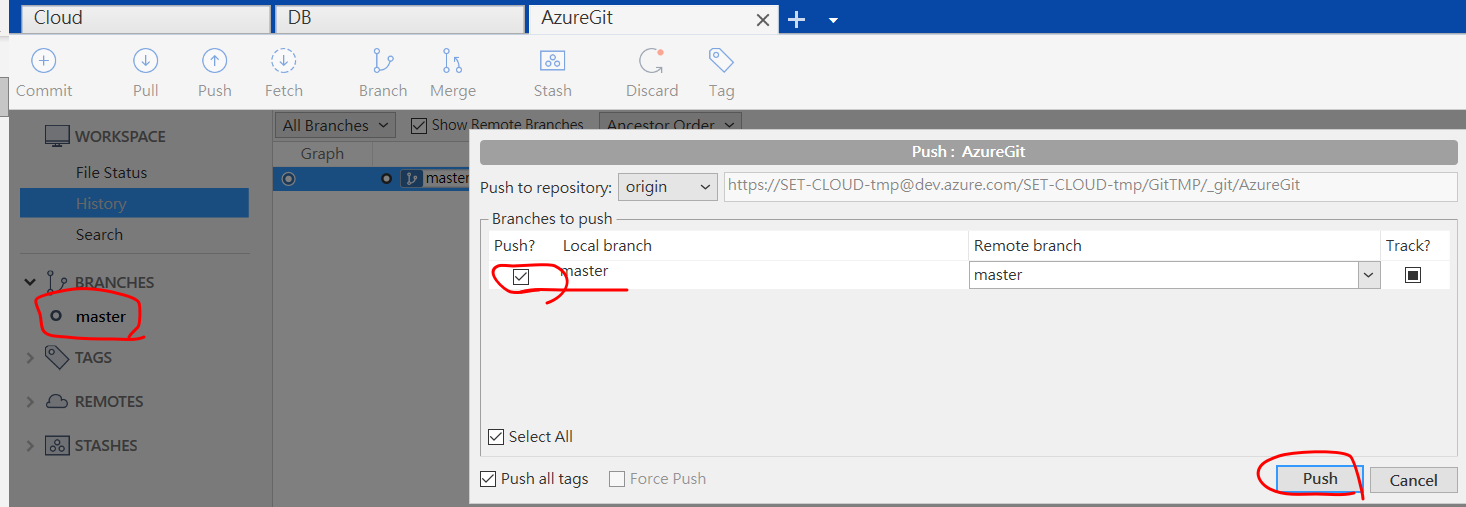 Cloud DB AzureGit
Commit Pull Push Fetch Branch Merge Stash Discard Tag
WORKSPACE
File Status
History
Search
BRANCHES
master
TAGS
REMOTES
STASHES
All Branches Show Remote Branches Ancestor Order
Graph
master
Push : AzureGit
Push to repository: origin https://SET-CLOUD-tmp@dev.azure.com/SET-CLOUD-tmp/GitTMP/_git/AzureGit
Branches to push
Push? Local branch Remote branch Track?
master master
Select All
Push all tags Force Push
Push Cancel